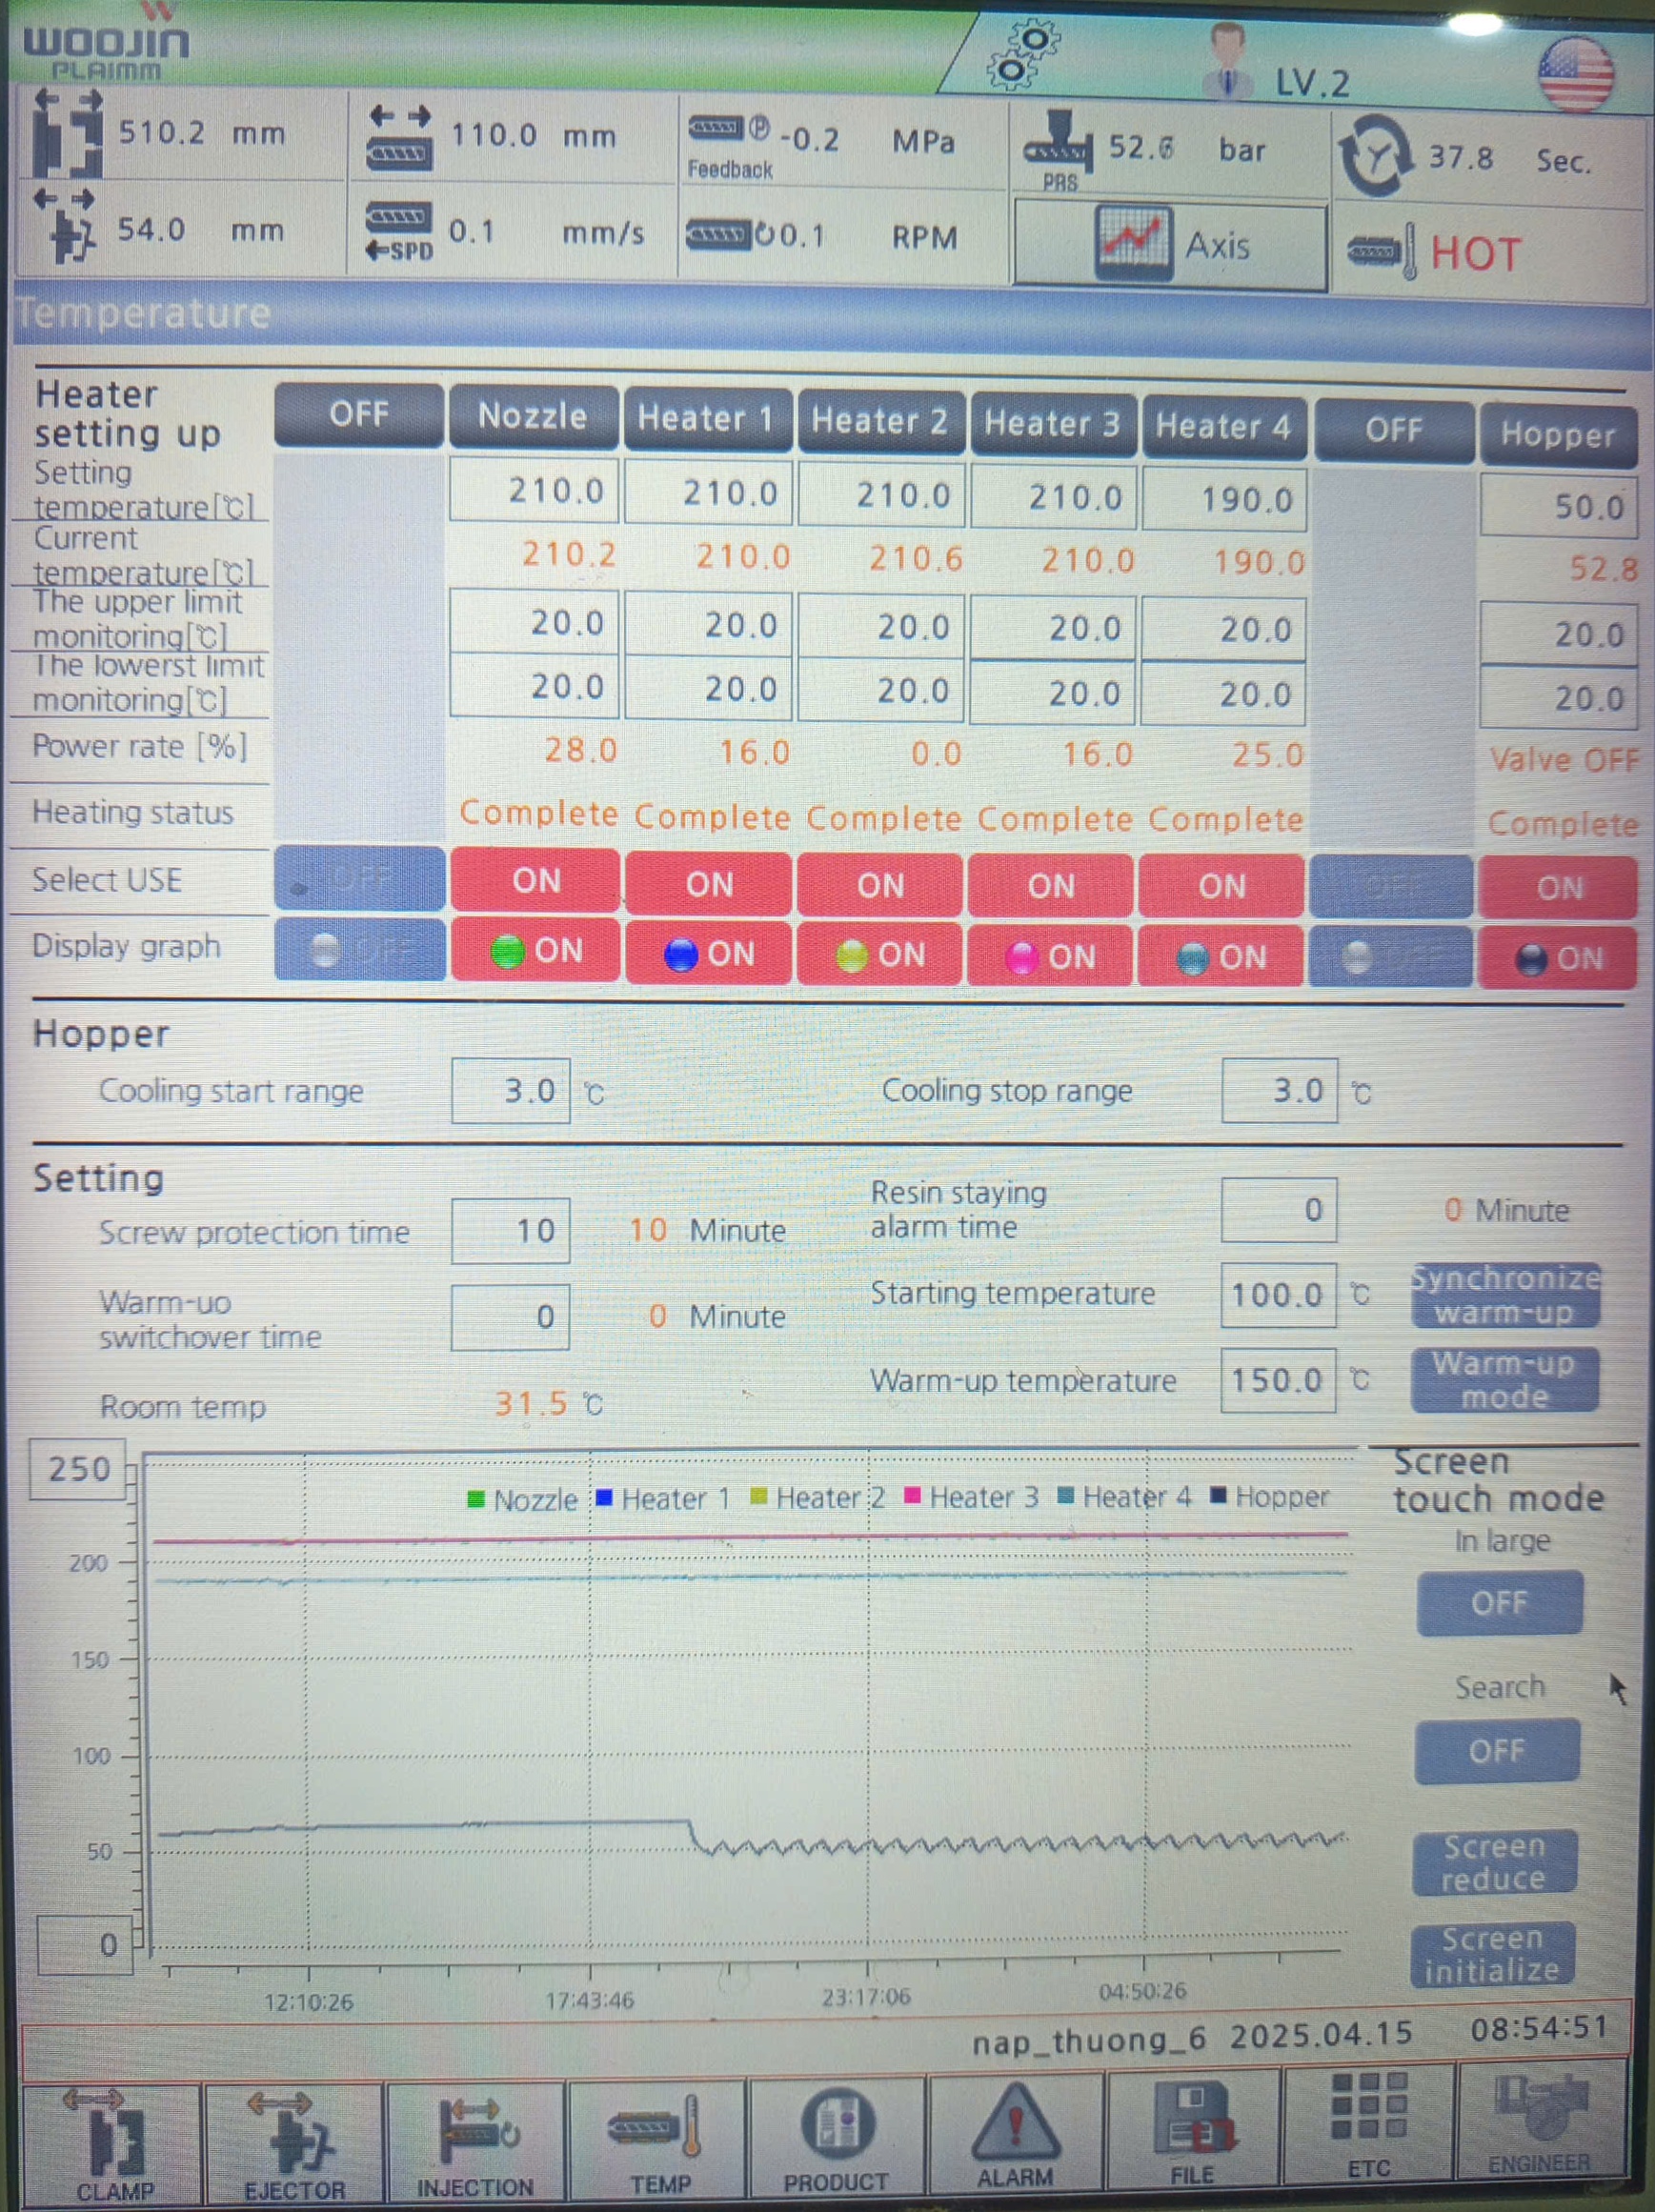 WOOJIN
PLAIMM
LV.2
510.2 mm
110.0 mm
Feedback -0.2 MPa
PRS 52.6 bar
37.8 Sec.
54.0 mm
SPD 0.1 mm/s
0.1 RPM
Axis
HOT
Temperature
Heater setting up OFF Nozzle Heater 1 Heater 2 Heater 3 Heater 4 OFF Hopper
Setting temperature[℃] 210.0 210.0 210.0 210.0 190.0 50.0
Current temperature[℃] 210.2 210.0 210.6 210.0 190.0 52.8
The upper limit monitoring[℃] 20.0 20.0 20.0 20.0 20.0 20.0
The lowerst limit monitoring[℃] 20.0 20.0 20.0 20.0 20.0 20.0
Power rate [%] 28.0 16.0 0.0 16.0 25.0 Valve OFF
Heating status Complete Complete Complete Complete Complete Complete
Select USE OFF ON ON ON ON ON OFF ON
Display graph OFF ON ON ON ON ON OFF ON
Hopper
Cooling start range 3.0 ℃ Cooling stop range 3.0 ℃
Setting
Screw protection time 10 10 Minute
Resin staying alarm time 0 0 Minute
Warm-uo switchover time 0 0 Minute
Starting temperature 100.0 ℃ Synchronize warm-up
Room temp 31.5 ℃
Warm-up temperature 150.0 ℃ Warm-up mode
250
Nozzle Heater 1 Heater 2 Heater 3 Heater 4 Hopper
200
150
100
50
0
12:10:26 17:43:46 23:17:06 04:50:26
Screen touch mode
In large
OFF
Search
OFF
Screen reduce
Screen initialize
nap_thuong_6 2025.04.15 08:54:51
CLAMP EJECTOR INJECTION TEMP PRODUCT ALARM FILE ETC ENGINEER